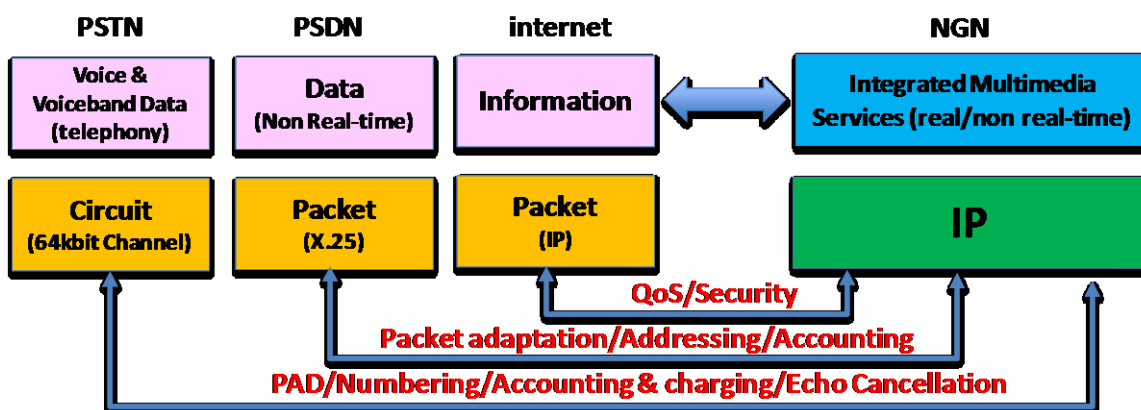 PSTN
PSDN
internet
NGN
Voice &
Voiceband Data
(telephony)
Data
(Non Real-time)
Information
Integrated Multimedia
Services (real/non real-time)
Circuit
(64kbit Channel)
Packet
(X.25)
Packet
(IP)
IP
QoS/Security
Packet adaptation/Addressing/Accounting
PAD/Numbering/Accounting & charging/Echo Cancellation